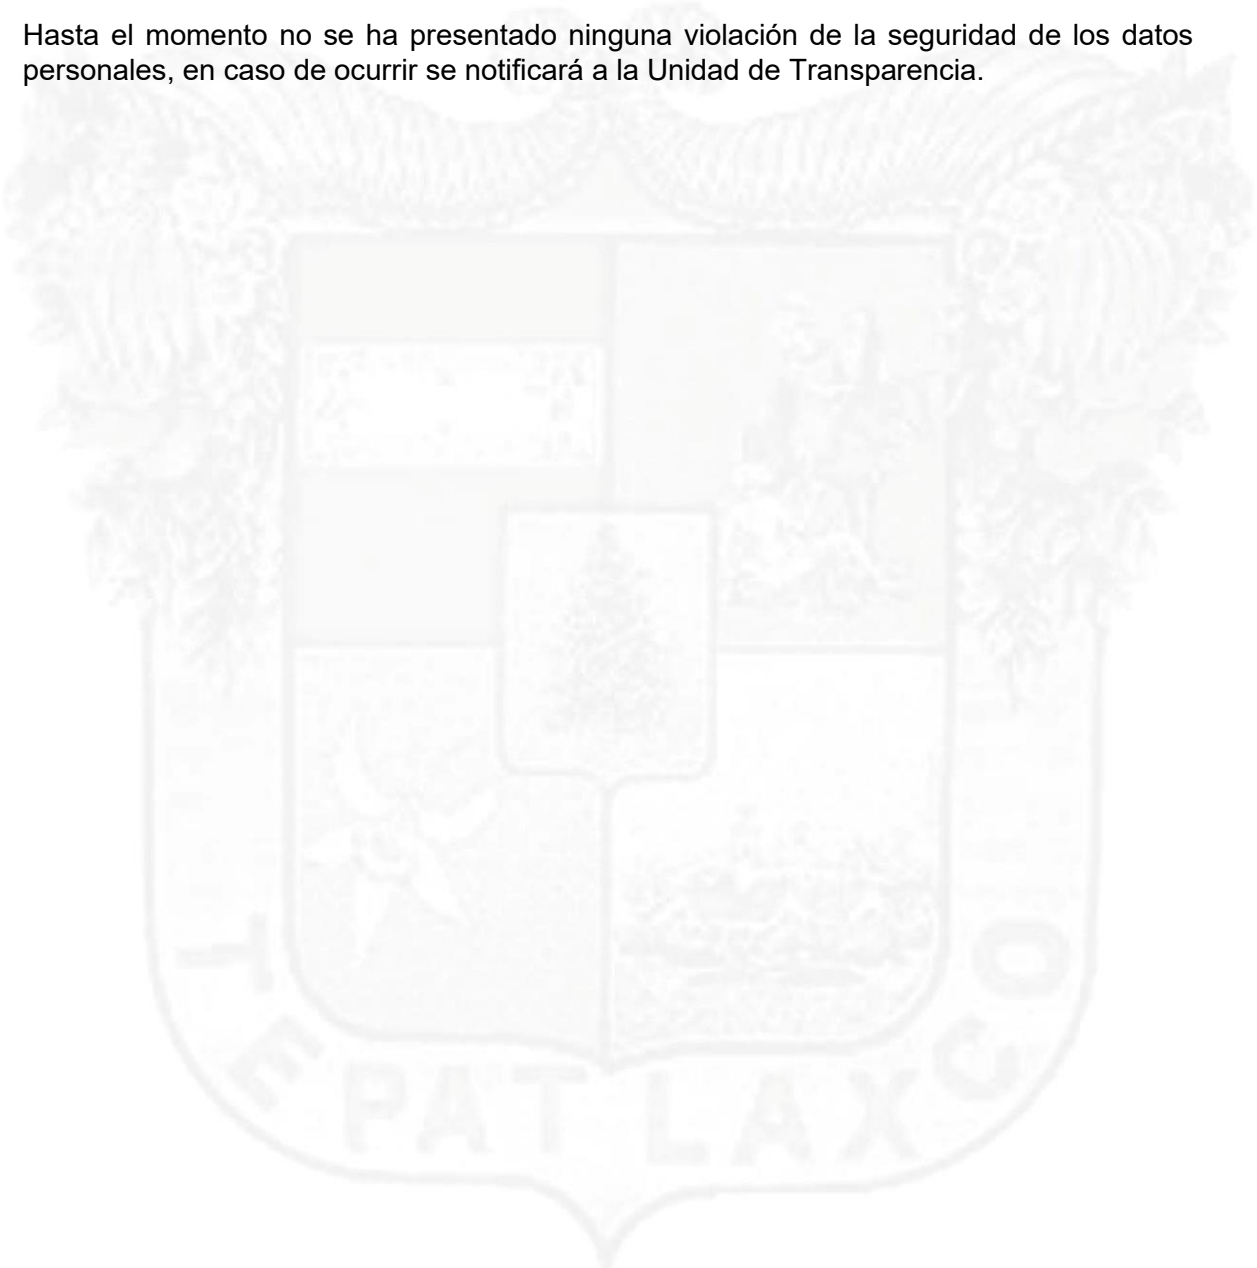 Hasta el momento no se ha presentado ninguna violación de la seguridad de los datos
personales, en caso de ocurrir se notificará a la Unidad de Transparencia.
TEPATLAXCO